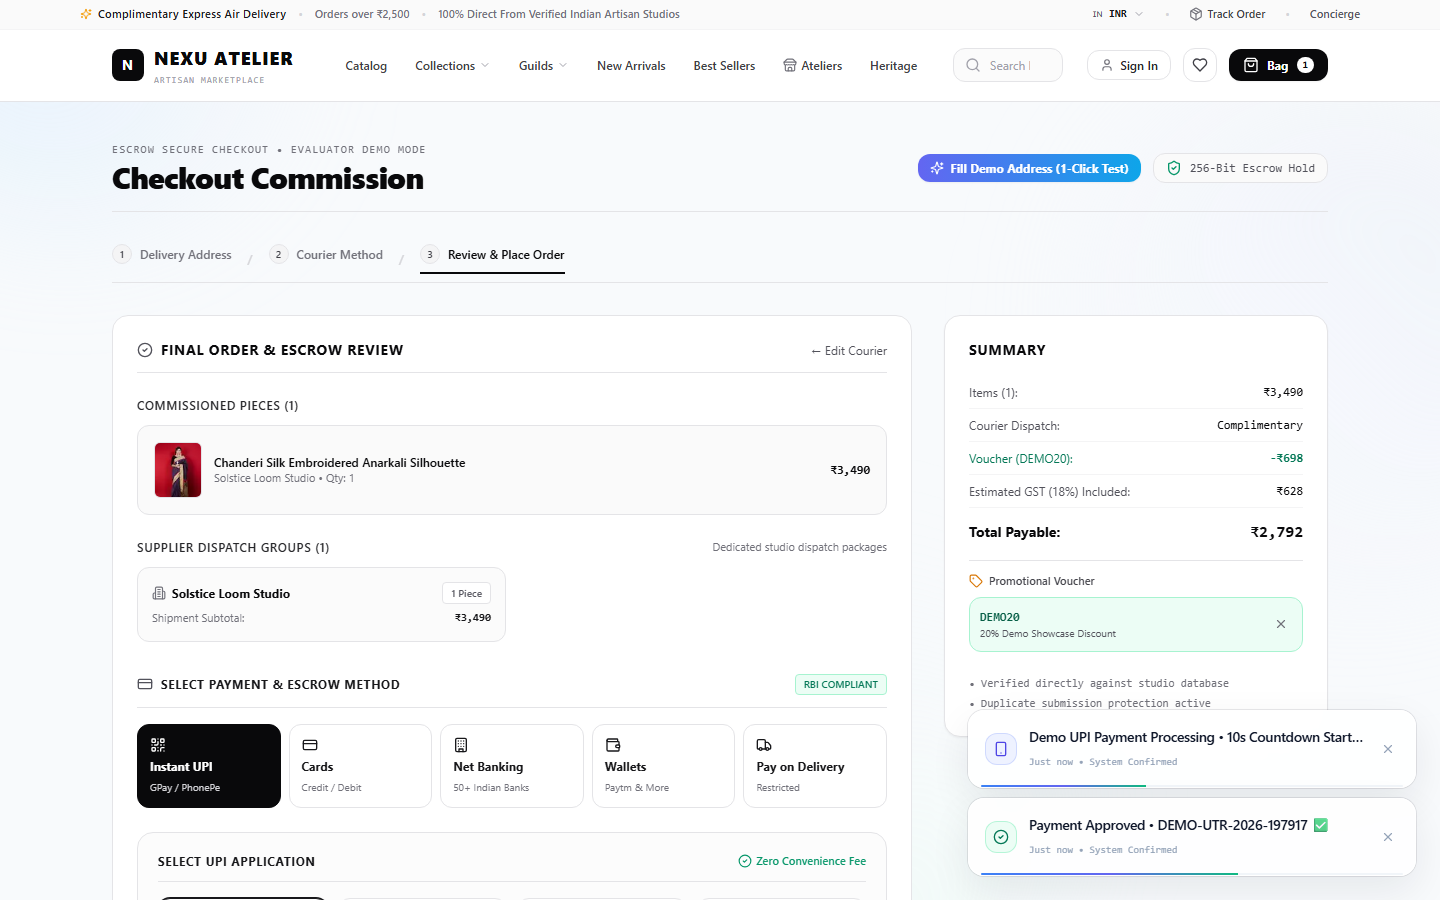 Complimentary Express Air Delivery • Orders over ₹2,500 • 100% Direct From Verified Indian Artisan Studios
IN INR • Track Order • Concierge
N NEXU ATELIER
ARTISAN MARKETPLACE
Catalog Collections Guilds New Arrivals Best Sellers Ateliers Heritage
Search
Sign In
Bag 1
ESCROW SECURE CHECKOUT • EVALUATOR DEMO MODE
Checkout Commission
Fill Demo Address (1-Click Test)
256-Bit Escrow Hold
1 Delivery Address / 2 Courier Method / 3 Review & Place Order
FINAL ORDER & ESCROW REVIEW
← Edit Courier
COMMISSIONED PIECES (1)
Chanderi Silk Embroidered Anarkali Silhouette
Solstice Loom Studio • Qty: 1
₹3,490
SUPPLIER DISPATCH GROUPS (1)
Dedicated studio dispatch packages
Solstice Loom Studio
1 Piece
Shipment Subtotal:
₹3,490
SELECT PAYMENT & ESCROW METHOD
RBI COMPLIANT
Instant UPI
GPay / PhonePe
Cards
Credit / Debit
Net Banking
50+ Indian Banks
Wallets
Paytm & More
Pay on Delivery
Restricted
SELECT UPI APPLICATION
Zero Convenience Fee
SUMMARY
Items (1): ₹3,490
Courier Dispatch: Complimentary
Voucher (DEMO20): -₹698
Estimated GST (18%) Included: ₹628
Total Payable: ₹2,792
Promotional Voucher
DEMO20
20% Demo Showcase Discount
• Verified directly against studio database
• Duplicate submission protection active
Demo UPI Payment Processing • 10s Countdown Start...
Just now • System Confirmed
Payment Approved • DEMO-UTR-2026-197917 ✅
Just now • System Confirmed